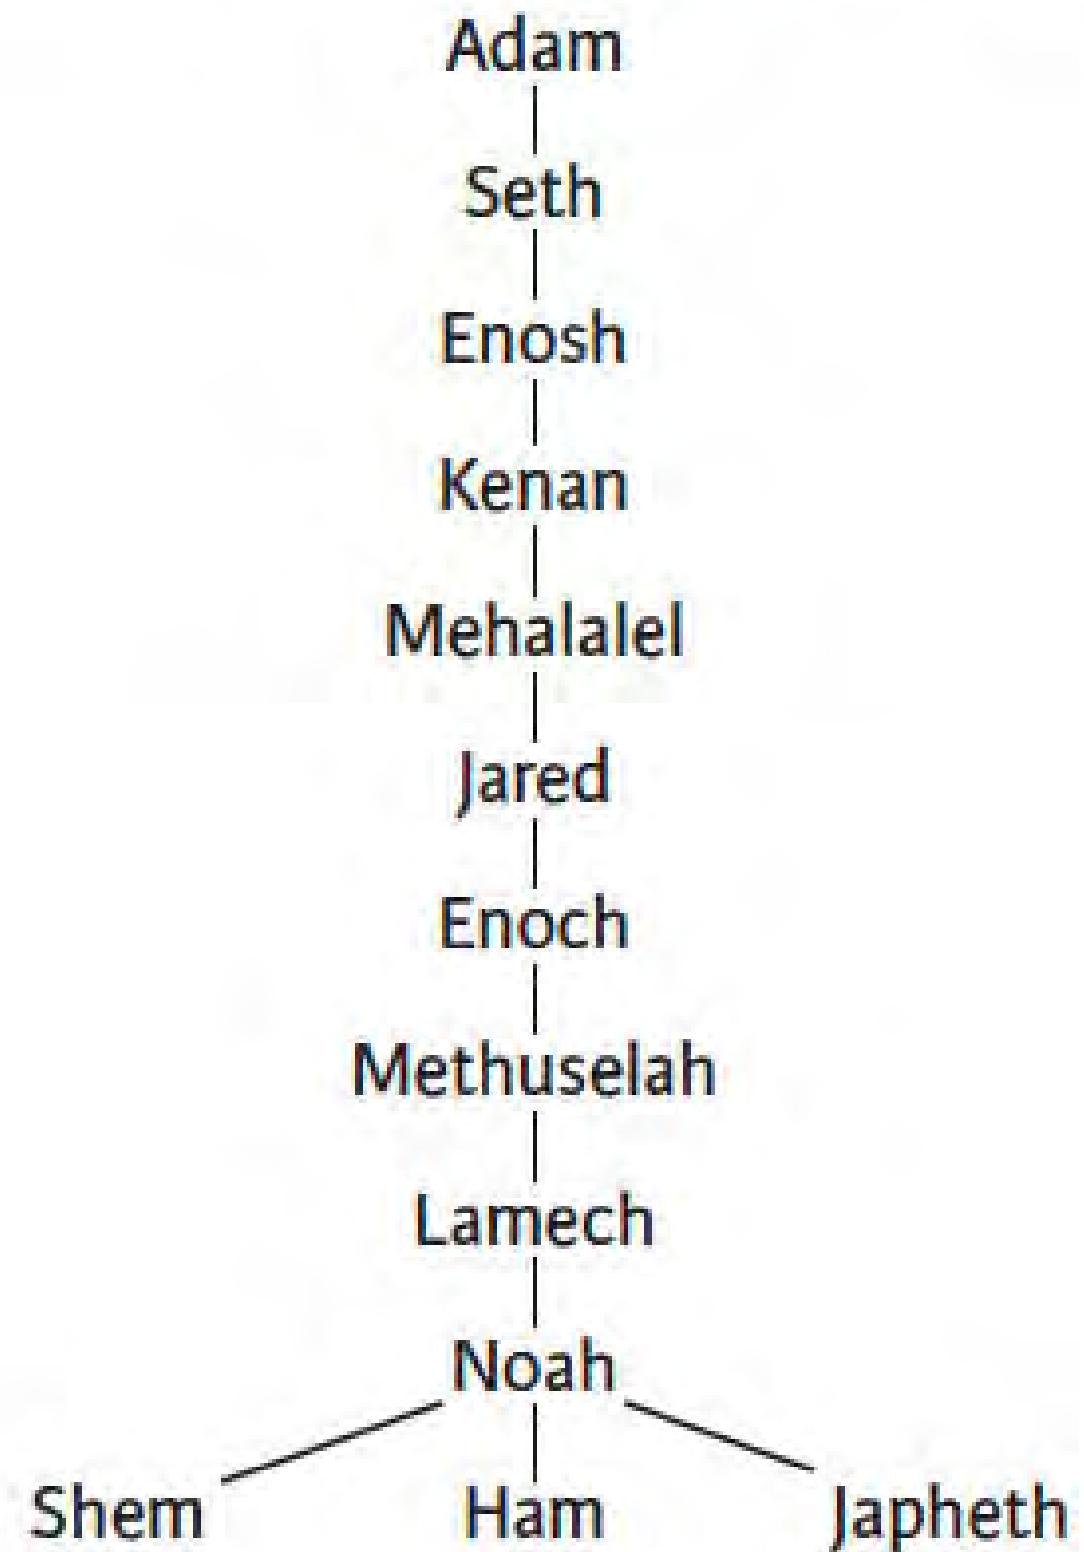 Adam
Seth
Enosh
Kenan
Mehalalel
Jared
Enoch
Methuselah
Lamech
Noah
Shem Ham Japheth